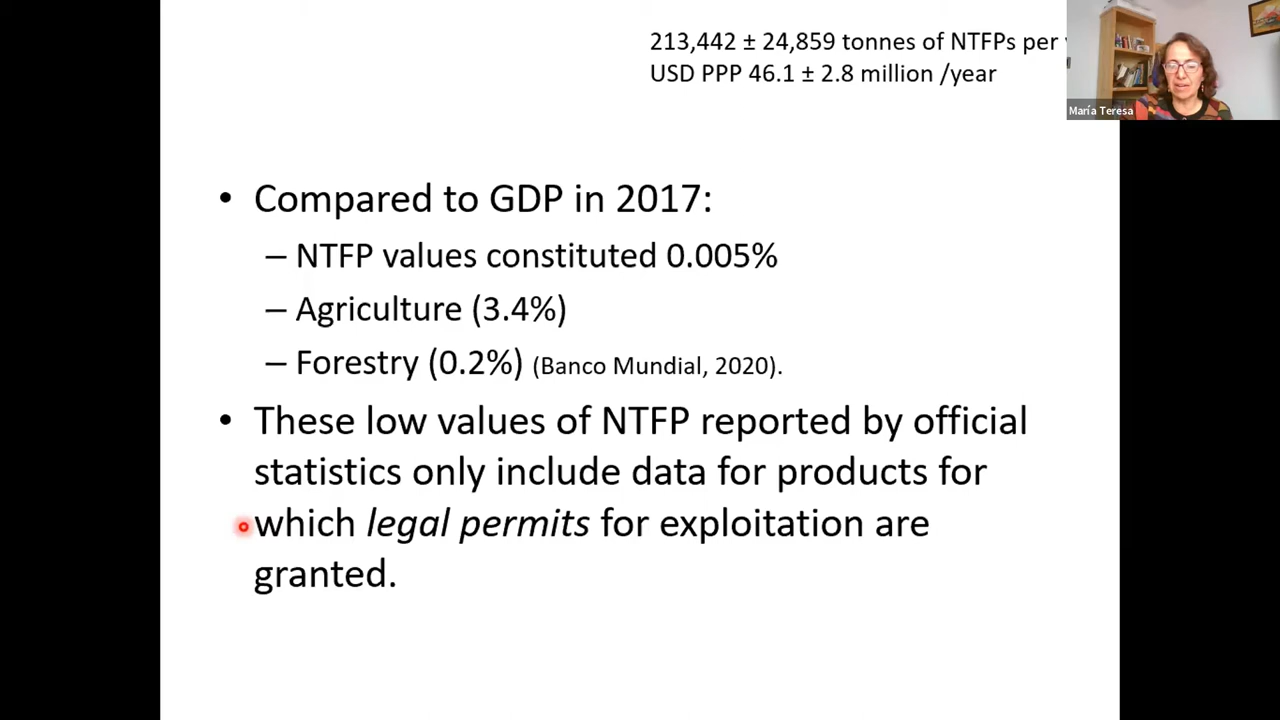 213,442 ± 24,859 tonnes of NTFPs per
USD PPP 46.1 ± 2.8 million /year
María Teresa
• Compared to GDP in 2017:
– NTFP values constituted 0.005%
– Agriculture (3.4%)
– Forestry (0.2%) (Banco Mundial, 2020).
• These low values of NTFP reported by official
statistics only include data for products for
which legal permits for exploitation are
granted.